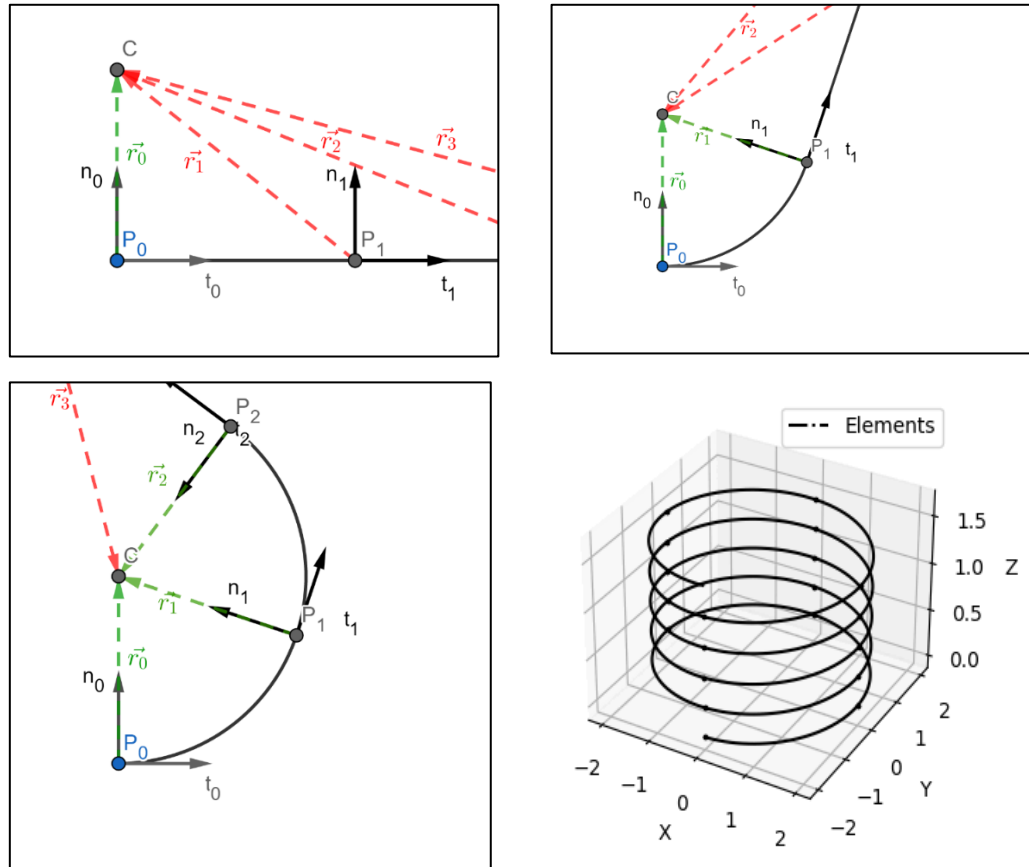 C
r₀
r₁
r₂
r₃
n₀
n₁
P₀
P₁
t₀
t₁
r₂
C
n₁
r₁
P₁
t₁
r₀
n₀
P₀
t₀
r₃
P₂
n₂
t₂
r₂
C
n₁
r₁
P₁
t₁
r₀
n₀
P₀
t₀
Elements
1.5
1.0
Z
0.5
0.0
−2
−1
0
1
2
X
2
1
0
−1
−2
Y